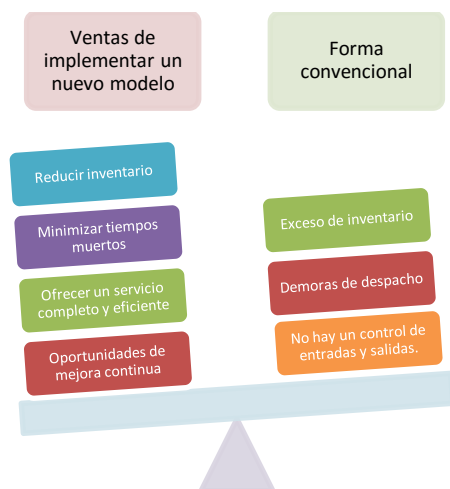 Ventas de
implementar un
nuevo modelo
Forma
convencional
Reducir inventario
Minimizar tiempos
muertos
Ofrecer un servicio
completo y eficiente
Oportunidades de
mejora continua
Exceso de inventario
Demoras de despacho
No hay un control de
entradas y salidas.